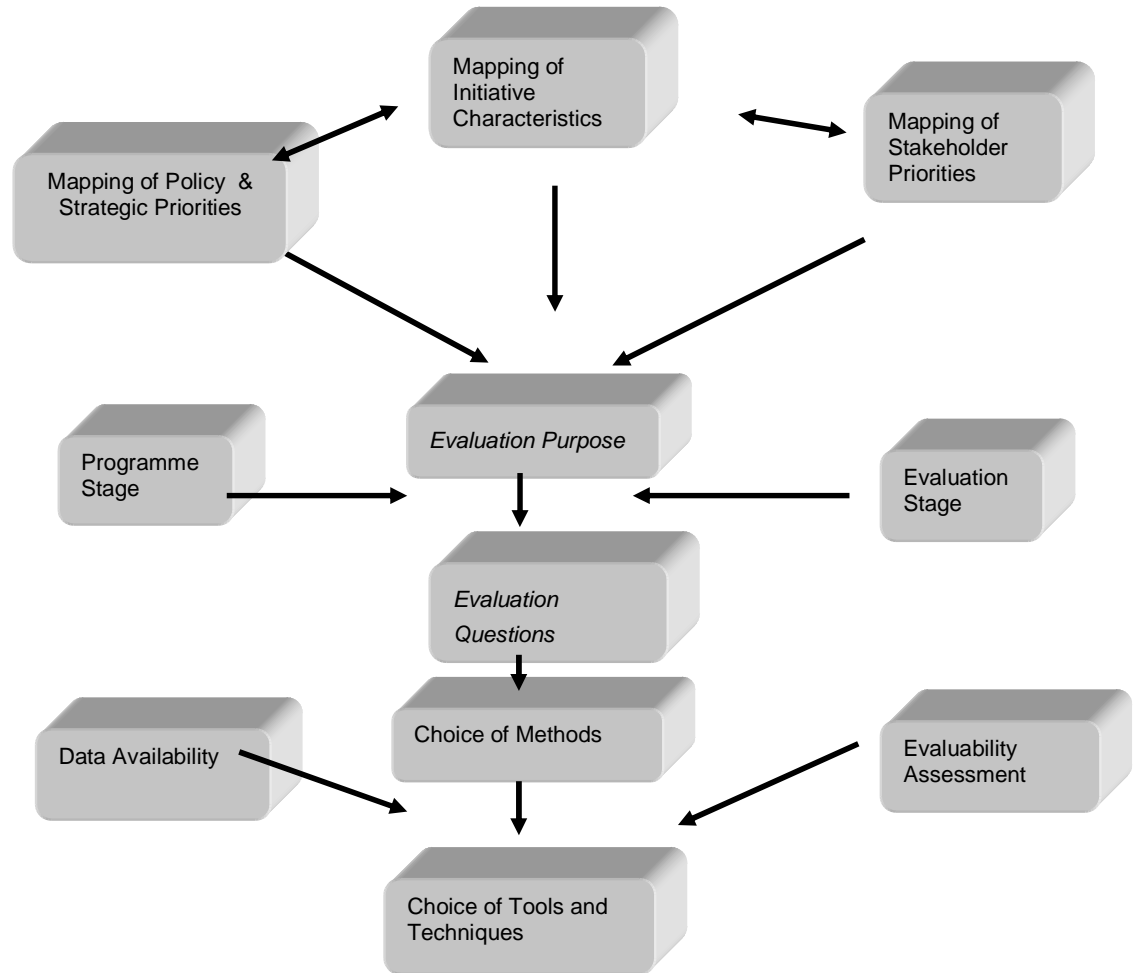 Mapping of
Initiative
Characteristics
Mapping of
Stakeholder
Priorities
Mapping of Policy &
Strategic Priorities
Evaluation Purpose
Programme
Stage
Evaluation
Stage
Evaluation
Questions
Choice of Methods
Data Availability
Evaluability
Assessment
Choice of Tools and
Techniques